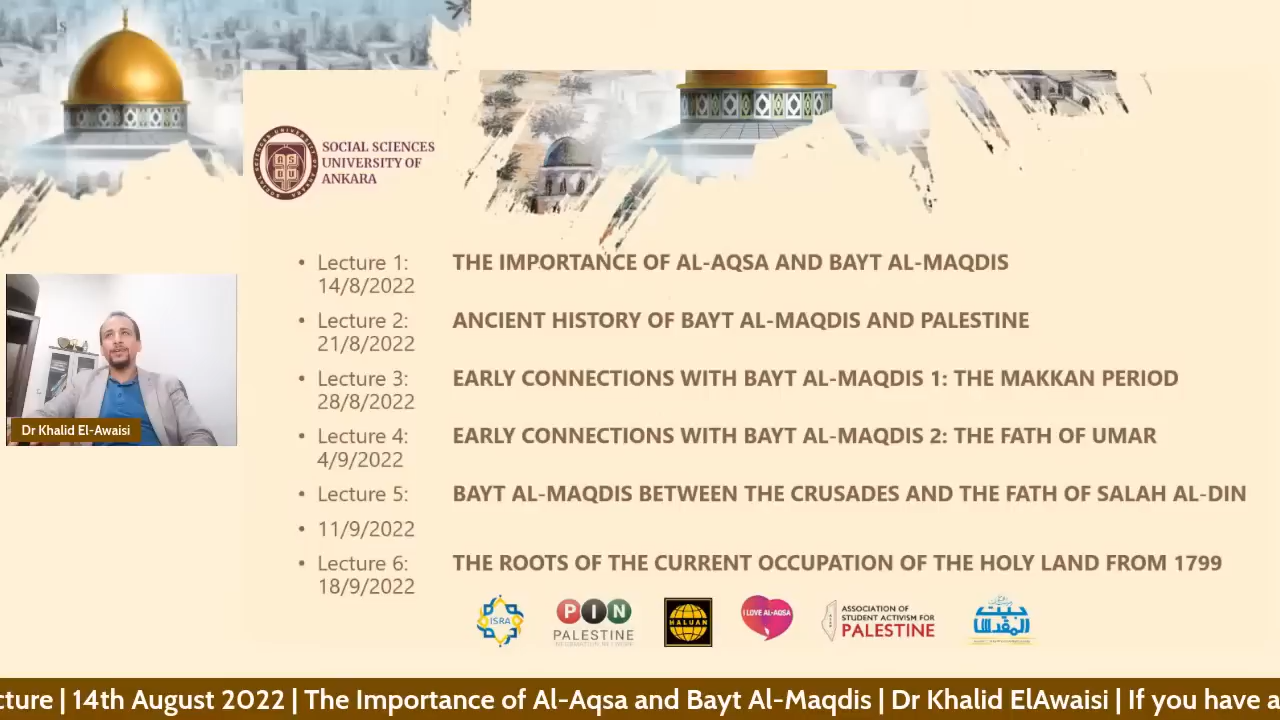 SOCIAL SCIENCES
UNIVERSITY OF
ANKARA
• Lecture 1: THE IMPORTANCE OF AL-AQSA AND BAYT AL-MAQDIS
14/8/2022
• Lecture 2: ANCIENT HISTORY OF BAYT AL-MAQDIS AND PALESTINE
21/8/2022
• Lecture 3: EARLY CONNECTIONS WITH BAYT AL-MAQDIS 1: THE MAKKAN PERIOD
28/8/2022
• Lecture 4: EARLY CONNECTIONS WITH BAYT AL-MAQDIS 2: THE FATH OF UMAR
4/9/2022
• Lecture 5: BAYT AL-MAQDIS BETWEEN THE CRUSADES AND THE FATH OF SALAH AL-DIN
• 11/9/2022
• Lecture 6: THE ROOTS OF THE CURRENT OCCUPATION OF THE HOLY LAND FROM 1799
18/9/2022
Dr Khalid El-Awaisi
ISRA
PIN
PALESTINE
HALUAN
I LOVE AL-AQSA
ASSOCIATION OF
STUDENT ACTIVISM FOR
PALESTINE
بيت
المقدس
cture | 14th August 2022 | The Importance of Al-Aqsa and Bayt Al-Maqdis | Dr Khalid ElAwaisi | If you have a